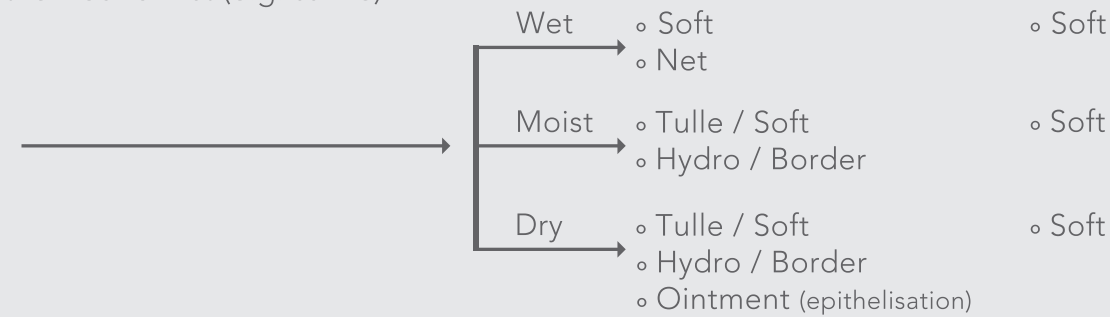 Wet
◦ Soft
◦ Net
◦ Soft
Moist
◦ Tulle / Soft
◦ Hydro / Border
◦ Soft
Dry
◦ Tulle / Soft
◦ Hydro / Border
◦ Ointment (epithelisation)
◦ Soft